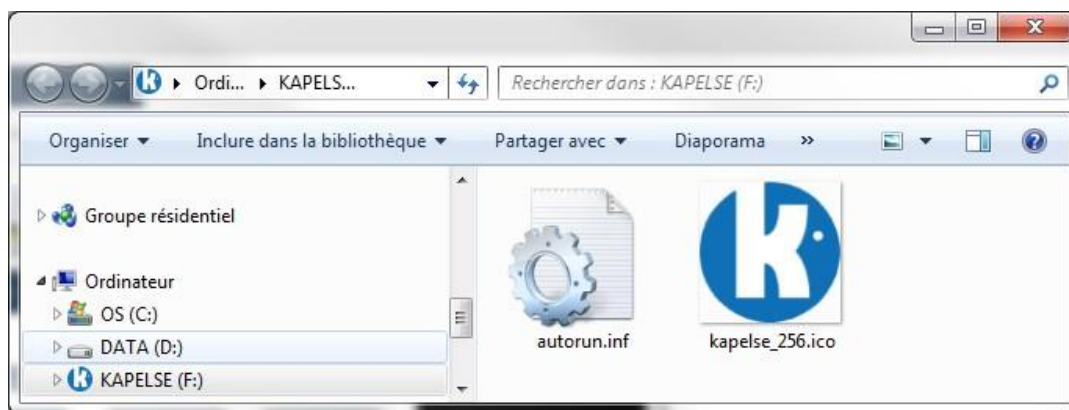 Ordi... KAPELS...
Rechercher dans : KAPELSE (F:)
Organiser Inclure dans la bibliothèque Partager avec Diaporama »
Groupe résidentiel
Ordinateur
OS (C:)
DATA (D:)
KAPELSE (F:)
autorun.inf kapelse_256.ico